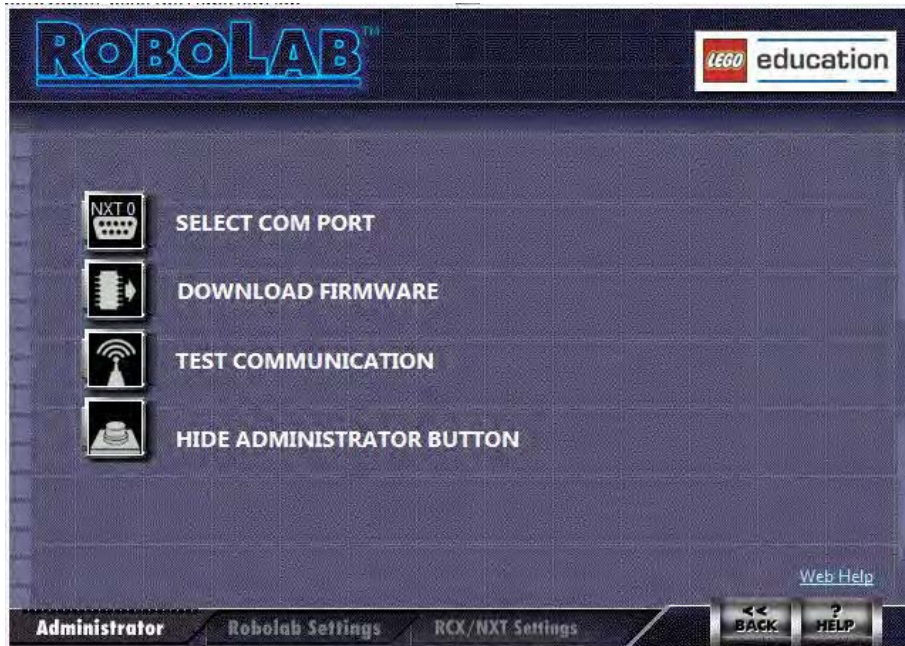 ROBOLAB™
LEGO education
NXT 0
SELECT COM PORT
DOWNLOAD FIRMWARE
TEST COMMUNICATION
HIDE ADMINISTRATOR BUTTON
Web Help
Administrator Robolab Settings RCX/NXT Settings << BACK ? HELP